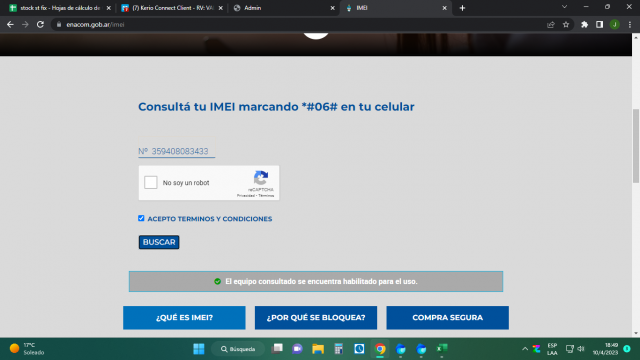 stock st fix - Hojas de cálculo de
(7) Kerio Connect Client - RV: VA
Admin
IMEI
enacom.gob.ar/imei
J
Consultá tu IMEI marcando *#06# en tu celular
Nº 359408083433
No soy un robot
reCAPTCHA
Privacidad - Términos
ACEPTO TERMINOS Y CONDICIONES
BUSCAR
El equipo consultado se encuentra habilitado para el uso.
¿QUÉ ES IMEI?
¿POR QUÉ SE BLOQUEA?
COMPRA SEGURA
17°C
Soleado
Búsqueda
ESP
LAA
18:49
10/4/2023